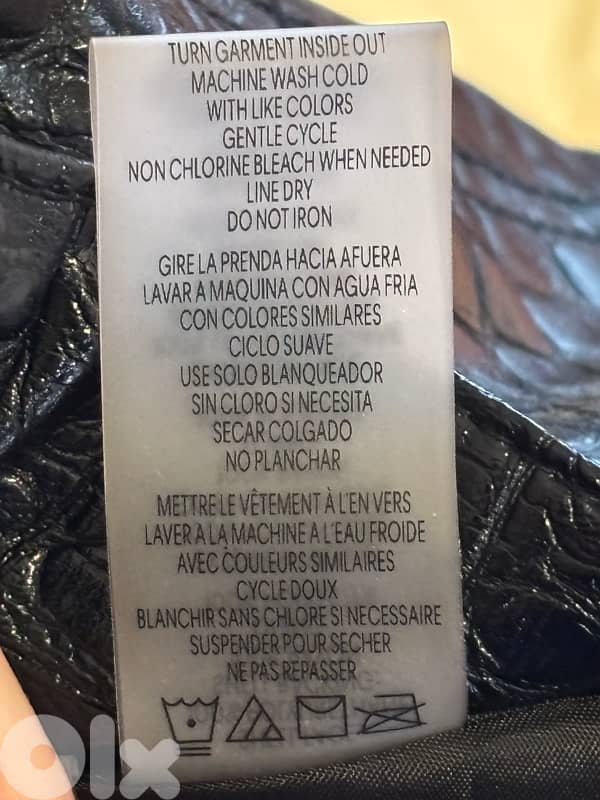 TURN GARMENT INSIDE OUT
MACHINE WASH COLD
WITH LIKE COLORS
GENTLE CYCLE
NON CHLORINE BLEACH WHEN NEEDED
LINE DRY
DO NOT IRON
GIRE LA PRENDA HACIA AFUERA
LAVAR A MAQUINA CON AGUA FRIA
CON COLORES SIMILARES
CICLO SUAVE
USE SOLO BLANQUEADOR
SIN CLORO SI NECESITA
SECAR COLGADO
NO PLANCHAR
METTRE LE VÊTEMENT À L'EN VERS
LAVER A LA MACHINE A L'EAU FROIDE
AVEC COULEURS SIMILAIRES
CYCLE DOUX
BLANCHIR SANS CHLORE SI NECESSAIRE
SUSPENDER POUR SECHER
NE PAS REPASSER
olx